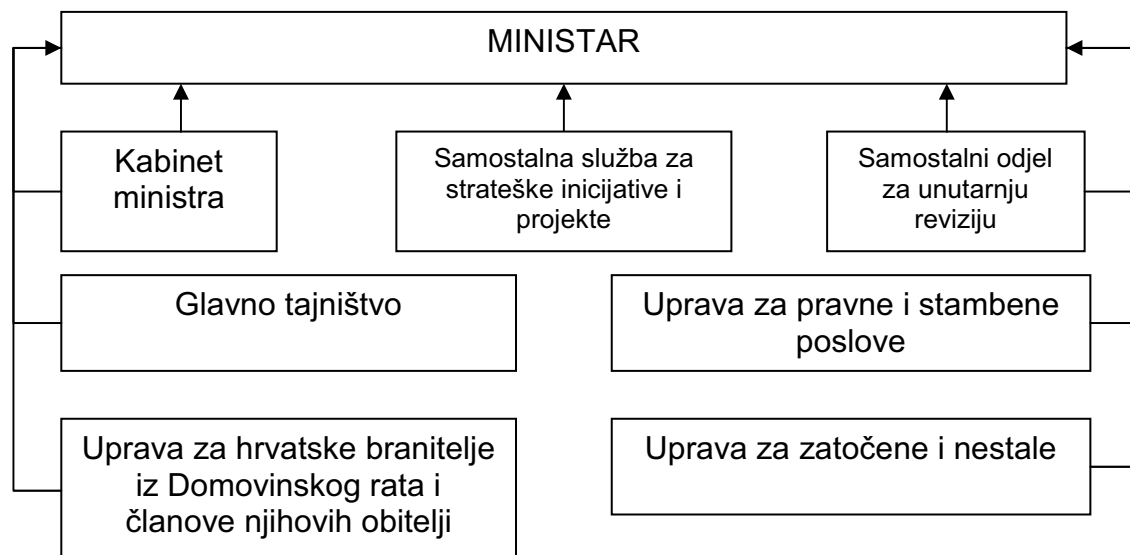 MINISTAR
Kabinet
ministra
Samostalna služba za
strateške inicijative i
projekte
Samostalni odjel
za unutarnju
reviziju
Glavno tajništvo
Uprava za pravne i stambene
poslove
Uprava za hrvatske branitelje
iz Domovinskog rata i
članove njihovih obitelji
Uprava za zatočene i nestale